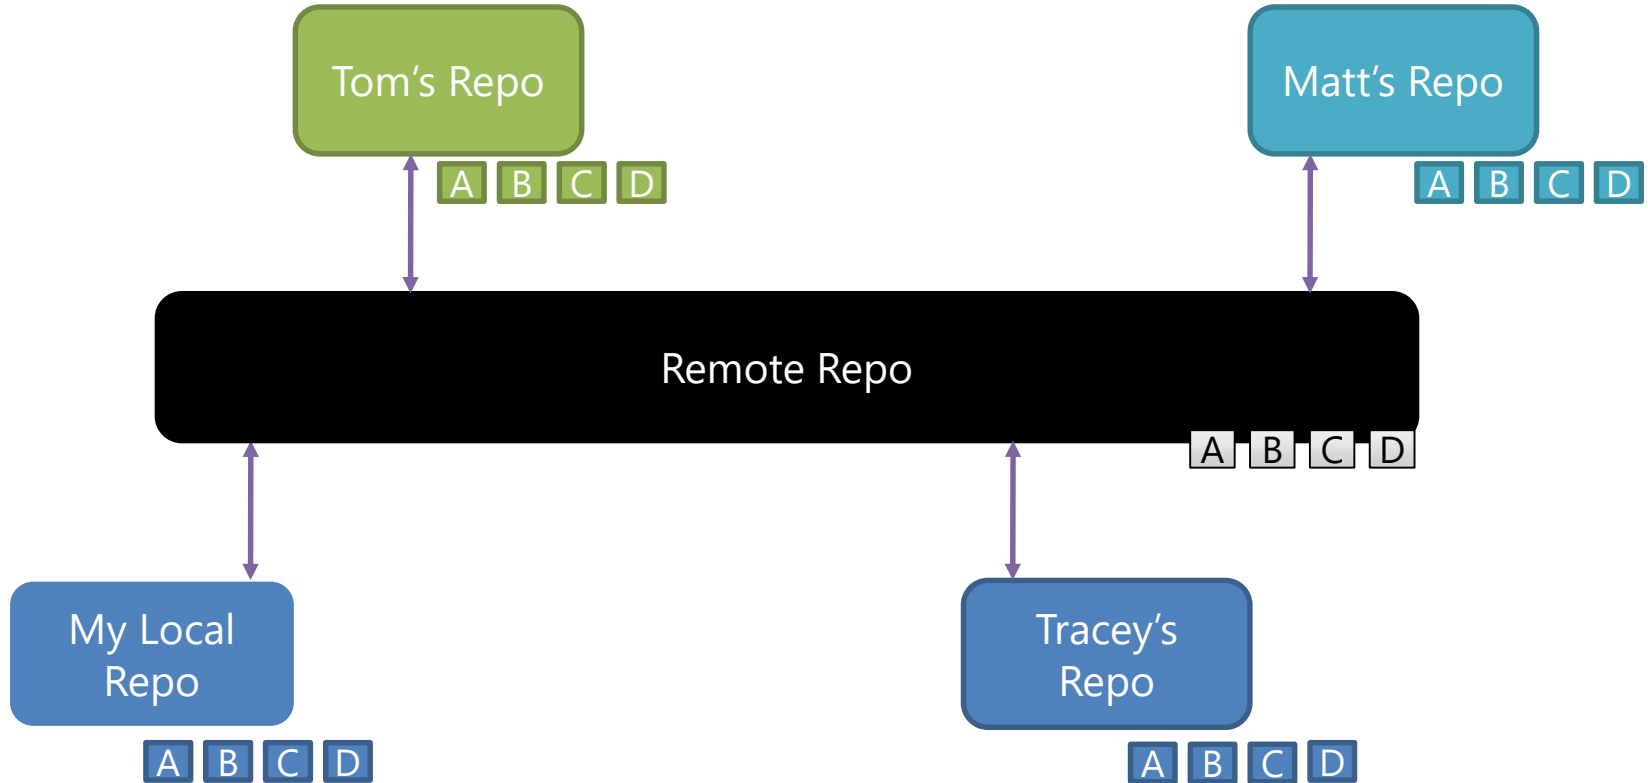 Tom’s Repo
Matt’s Repo
A B C D
A B C D
Remote Repo
A B C D
My Local
Repo
Tracey’s
Repo
A B C D
A B C D